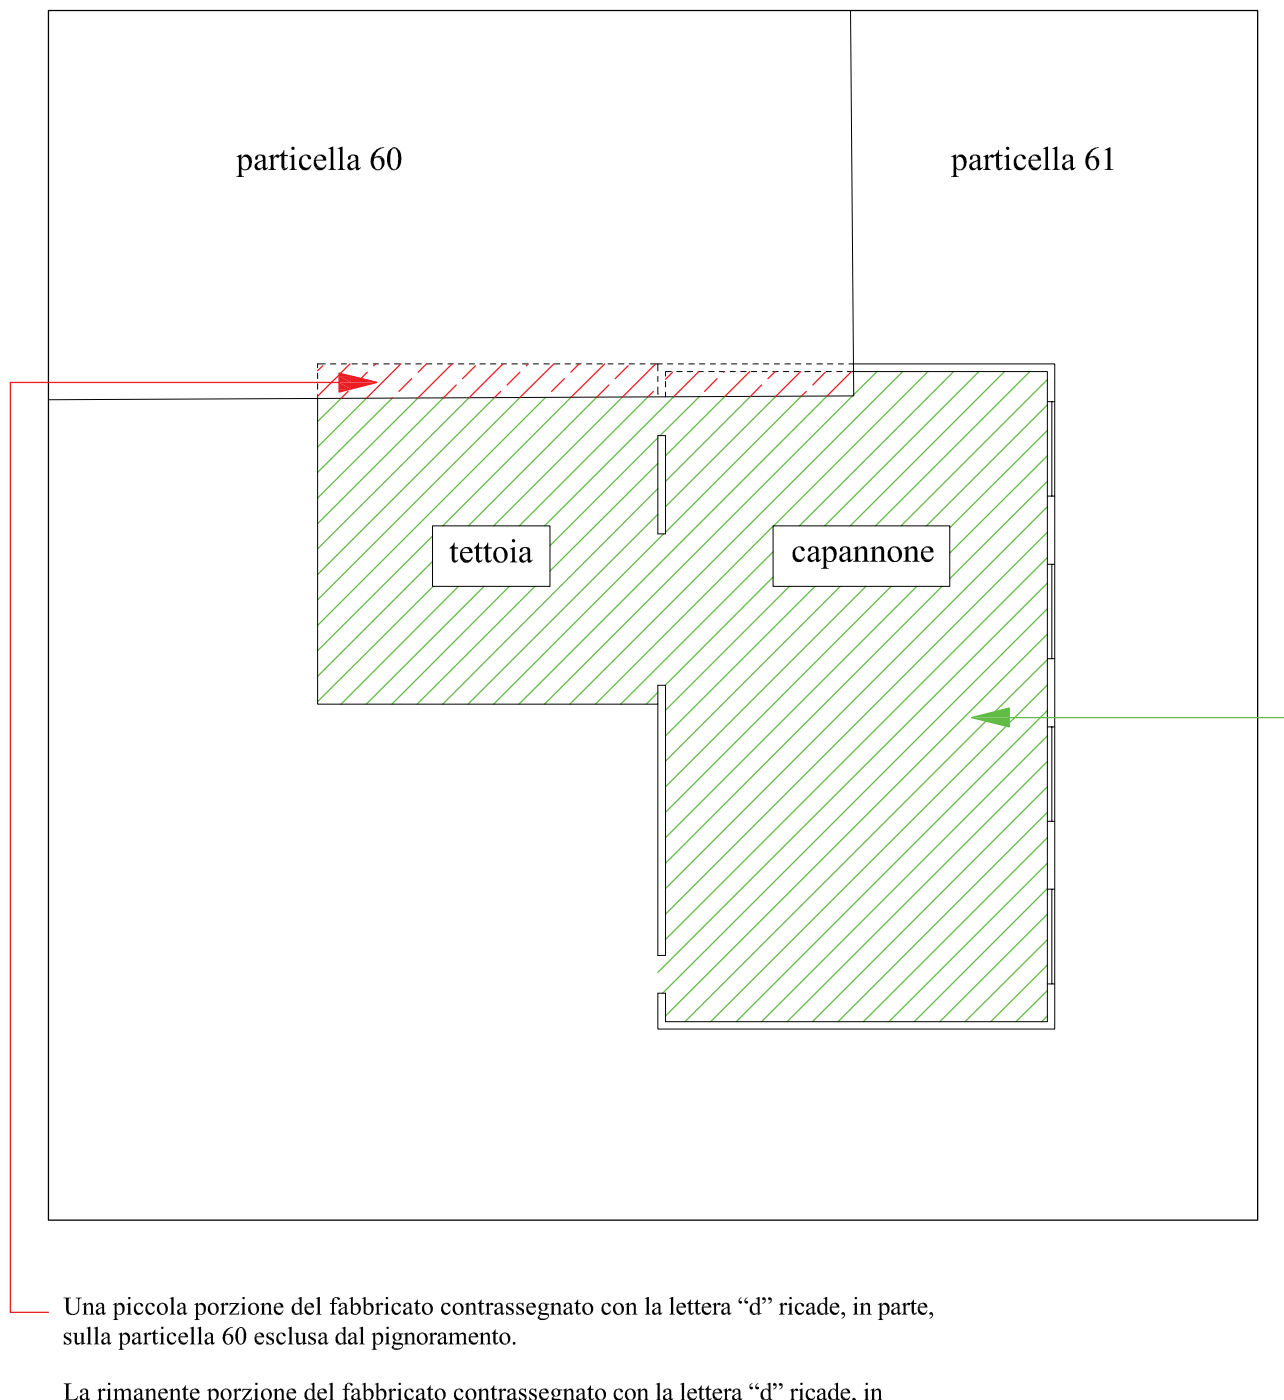 particella 60
particella 61
tettoia
capannone
Una piccola porzione del fabbricato contrassegnato con la lettera “d” ricade, in parte,
sulla particella 60 esclusa dal pignoramento.
La rimanente porzione del fabbricato contrassegnato con la lettera “d” ricade, in